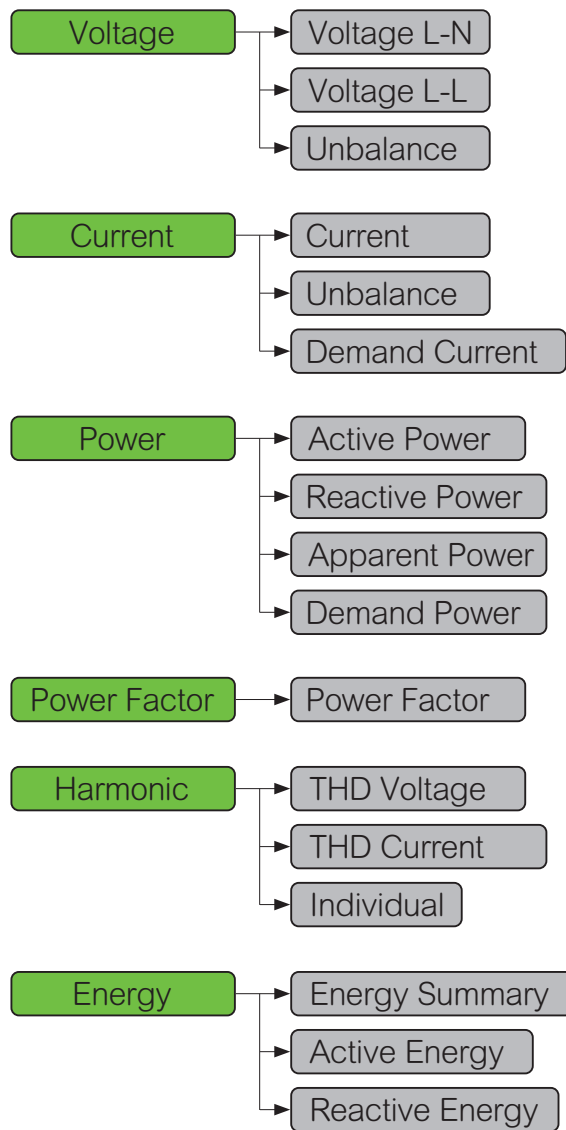 Voltage
Voltage L-N
Voltage L-L
Unbalance
Current
Current
Unbalance
Demand Current
Power
Active Power
Reactive Power
Apparent Power
Demand Power
Power Factor
Power Factor
Harmonic
THD Voltage
THD Current
Individual
Energy
Energy Summary
Active Energy
Reactive Energy